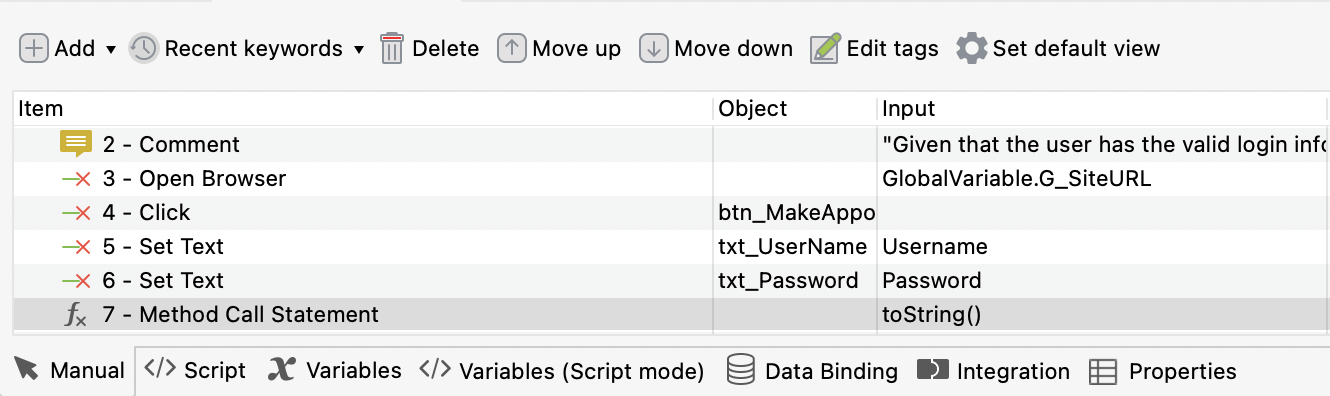 Add Recent keywords Delete Move up Move down Edit tags Set default view
Item Object Input
2 - Comment "Given that the user has the valid login info
3 - Open Browser GlobalVariable.G_SiteURL
4 - Click btn_MakeAppo
5 - Set Text txt_UserName Username
6 - Set Text txt_Password Password
fx 7 - Method Call Statement toString()
Manual </> Script x Variables </> Variables (Script mode) Data Binding Integration Properties